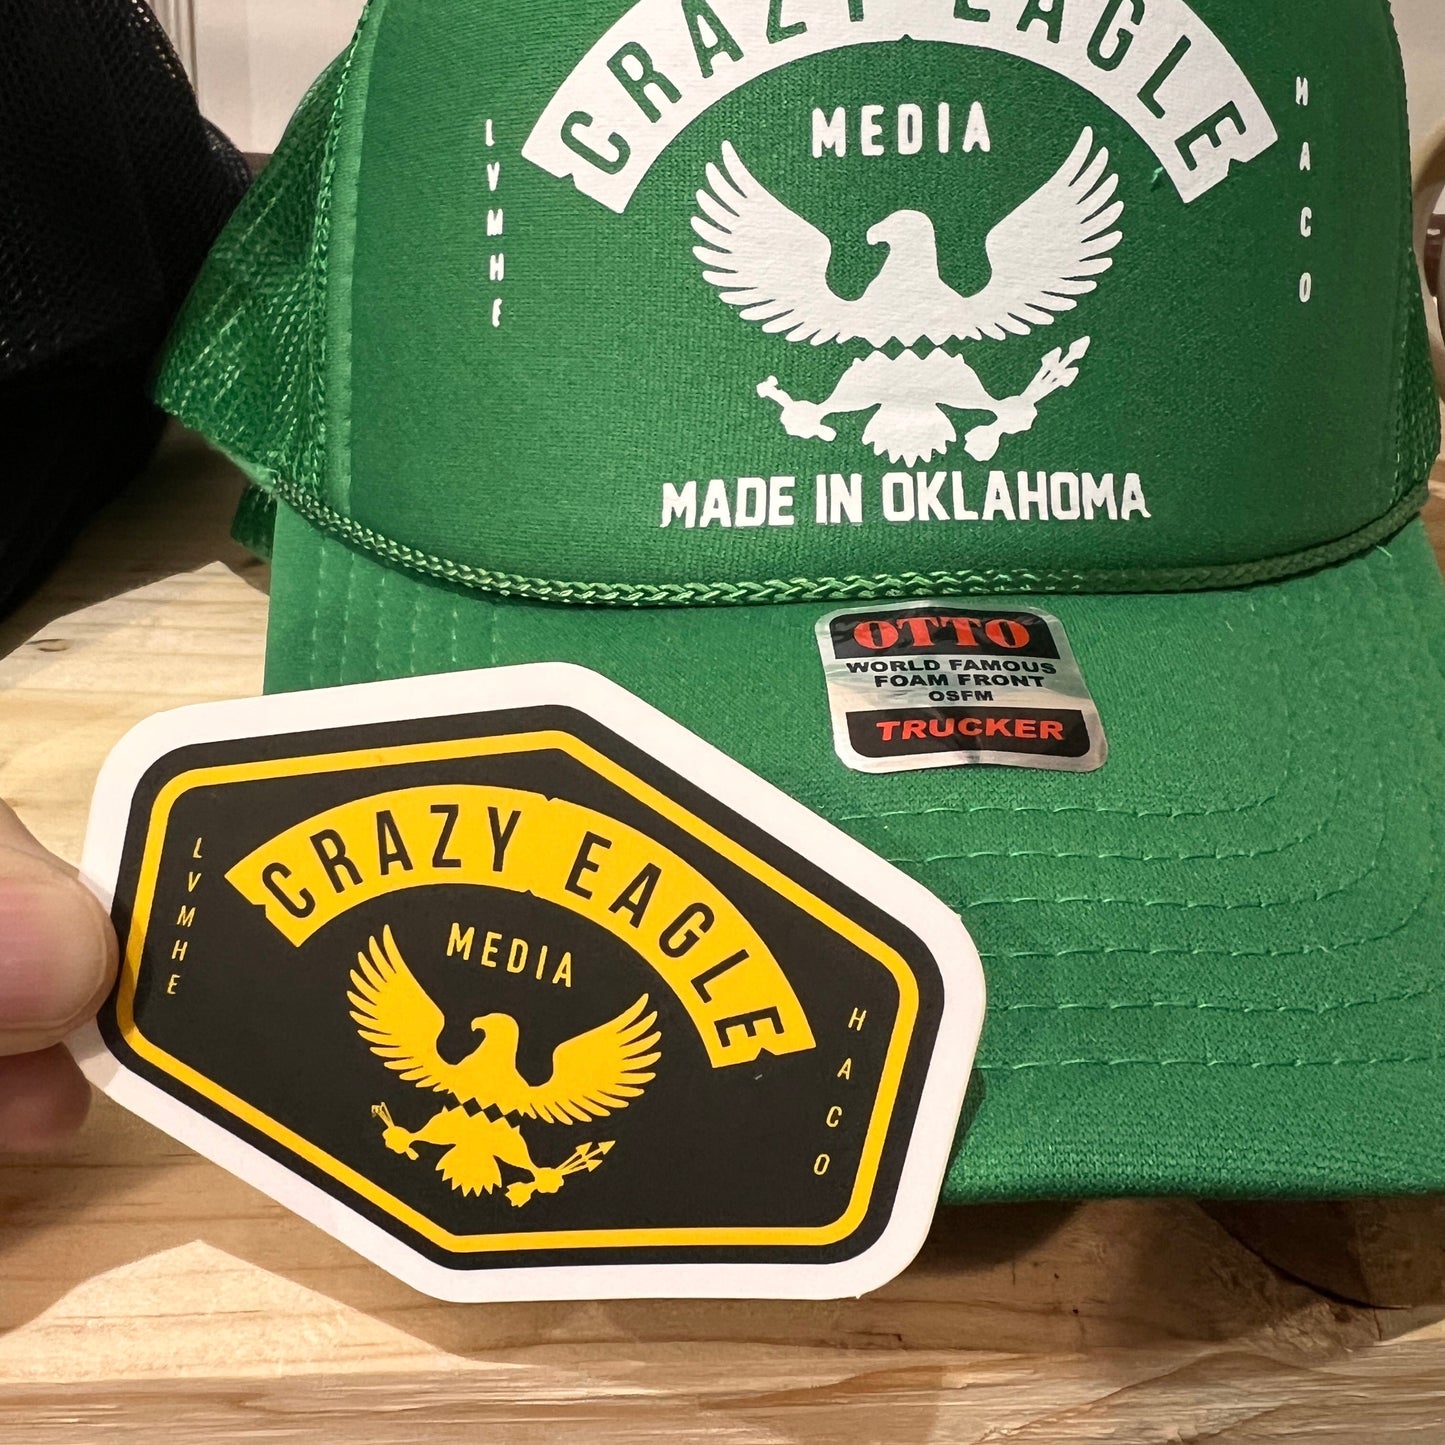 CRAZY EAGLE
MEDIA
LVMHE
HACO
MADE IN OKLAHOMA
OTTO
WORLD FAMOUS
FOAM FRONT
OSFM
TRUCKER
CRAZY EAGLE
MEDIA
LVMHE
HACO